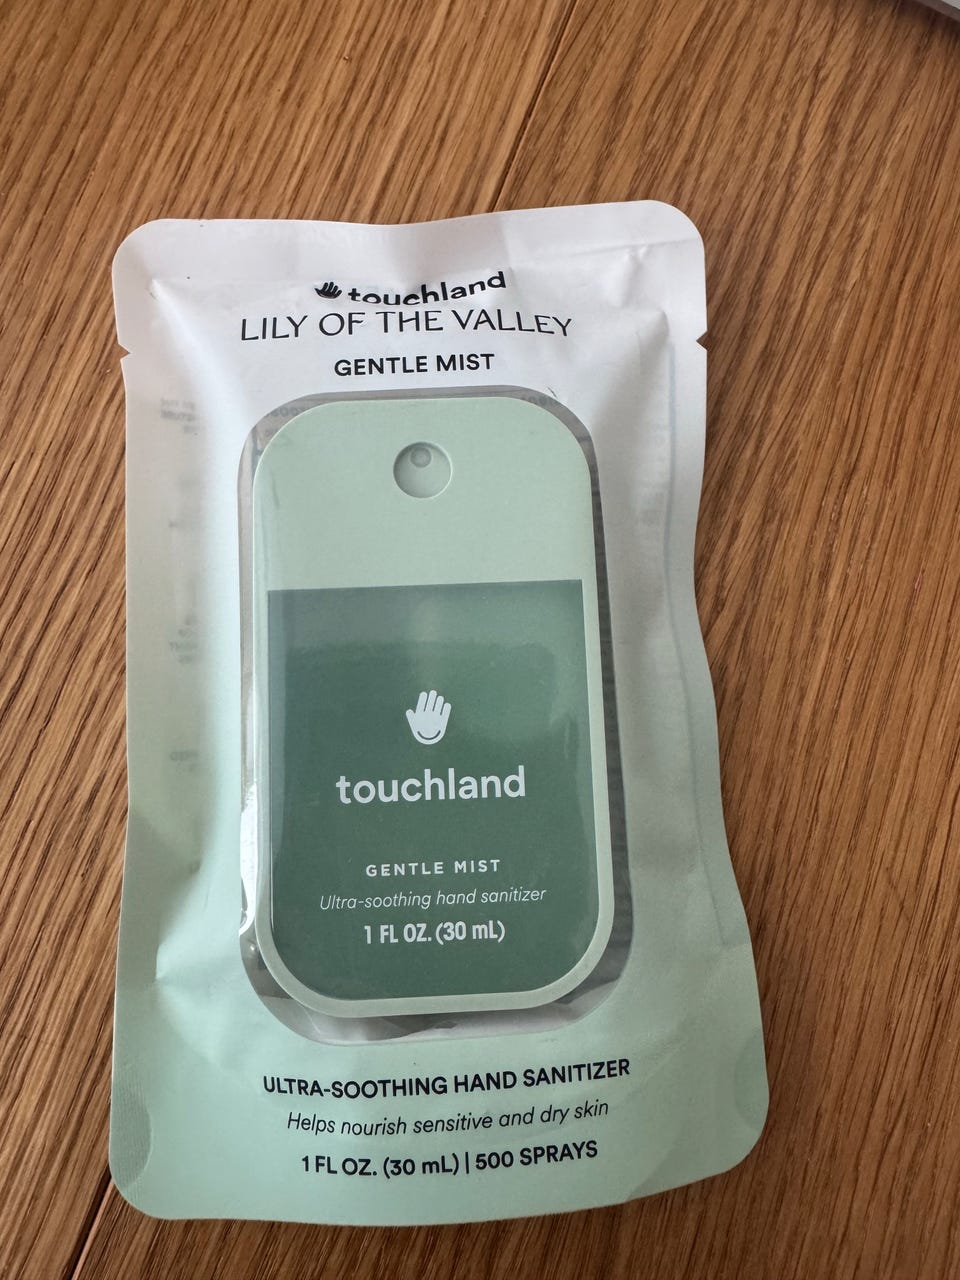 touchland
LILY OF THE VALLEY
GENTLE MIST
touchland
GENTLE MIST
Ultra-soothing hand sanitizer
1 FL OZ. (30 mL)
ULTRA-SOOTHING HAND SANITIZER
Helps nourish sensitive and dry skin
1 FL OZ. (30 mL) | 500 SPRAYS